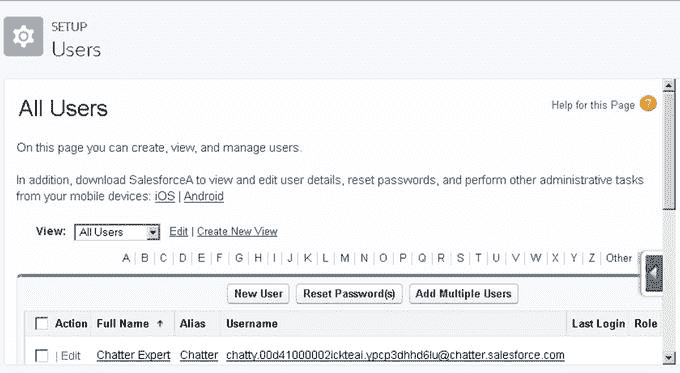 SETUP
Users
All Users
Help for this Page ?
On this page you can create, view, and manage users.
In addition, download SalesforceA to view and edit user details, reset passwords, and perform other administrative tasks
from your mobile devices: iOS | Android
View: All Users Edit | Create New View
A | B | C | D | E | F | G | H | I | J | K | L | M | N | O | P | Q | R | S | T | U | V | W | X | Y | Z | Other
New User Reset Password(s) Add Multiple Users
Action Full Name ↑ Alias Username Last Login Role
| Edit Chatter Expert Chatter chatty.00d41000002ickteai.ypcp3dhhd6lu@chatter.salesforce.com